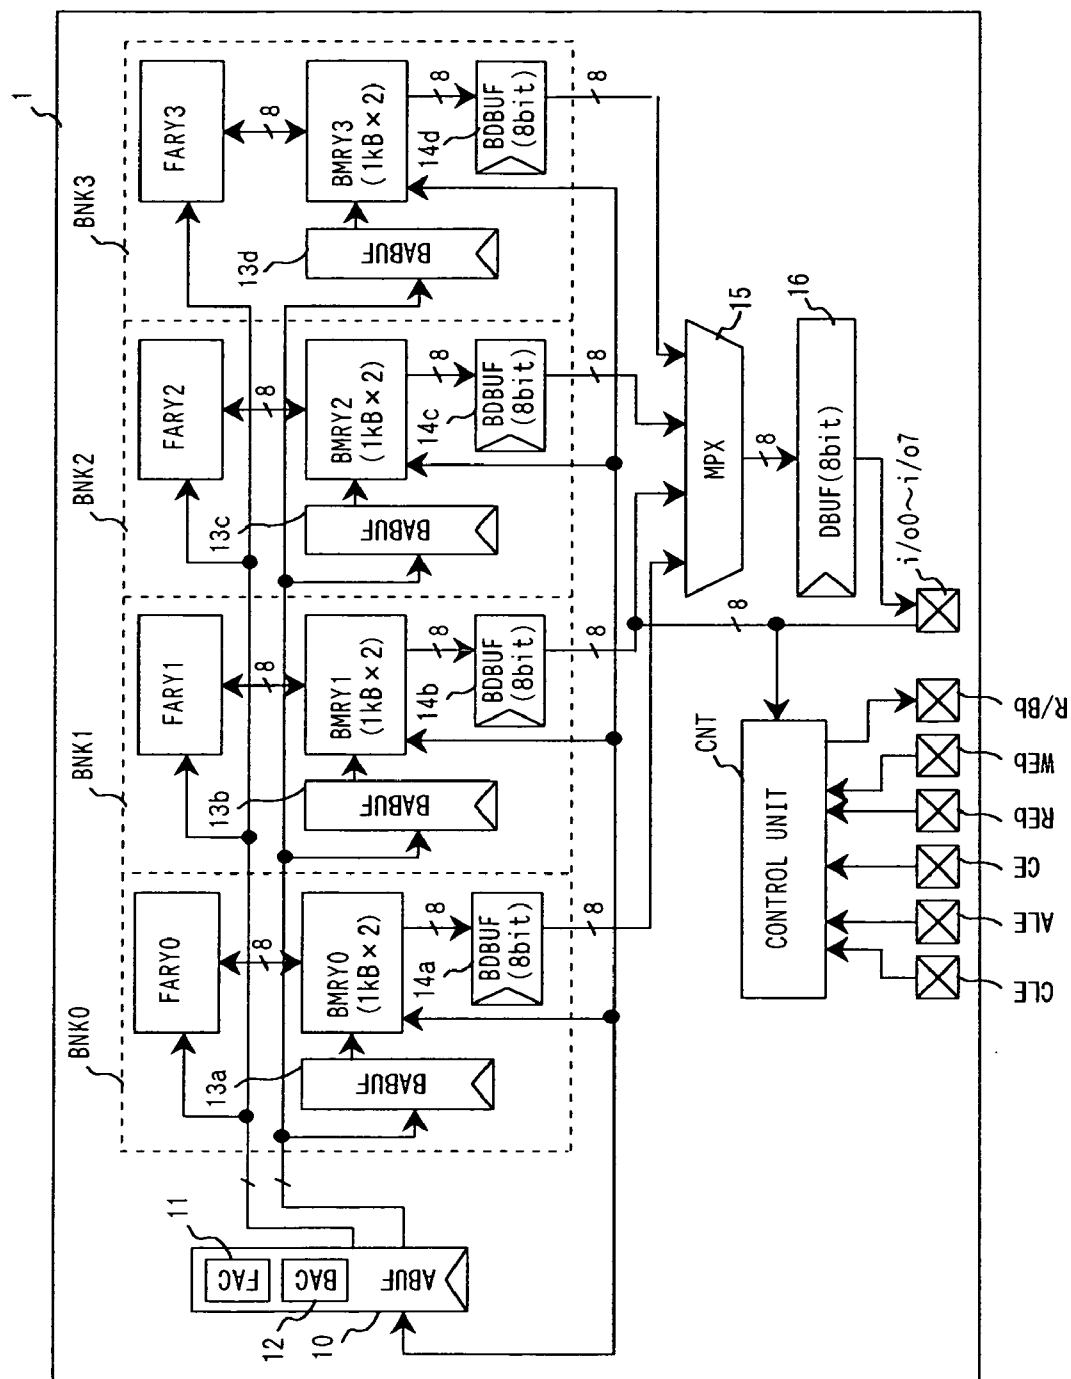 1
BNK3
FARY3
8
BMRY3
(1kB×2)
8
14d
BDBUF
(8bit)
8
13d
BABUF
BNK2
FARY2
8
BMRY2
(1kB×2)
8
14c
BDBUF
(8bit)
8
13c
BABUF
BNK1
FARY1
8
BMRY1
(1kB×2)
8
14b
BDBUF
(8bit)
8
13b
BABUF
BNK0
FARY0
8
BMRY0
(1kB×2)
8
14a
BDBUF
(8bit)
8
13a
BABUF
11
FAC
BAC
ABUF
12
10
15
MPX
8
16
DBUF(8bit)
i/o0~i/o7
8
CNT
CONTROL UNIT
R/Bb
WEb
REb
CE
ALE
CLE